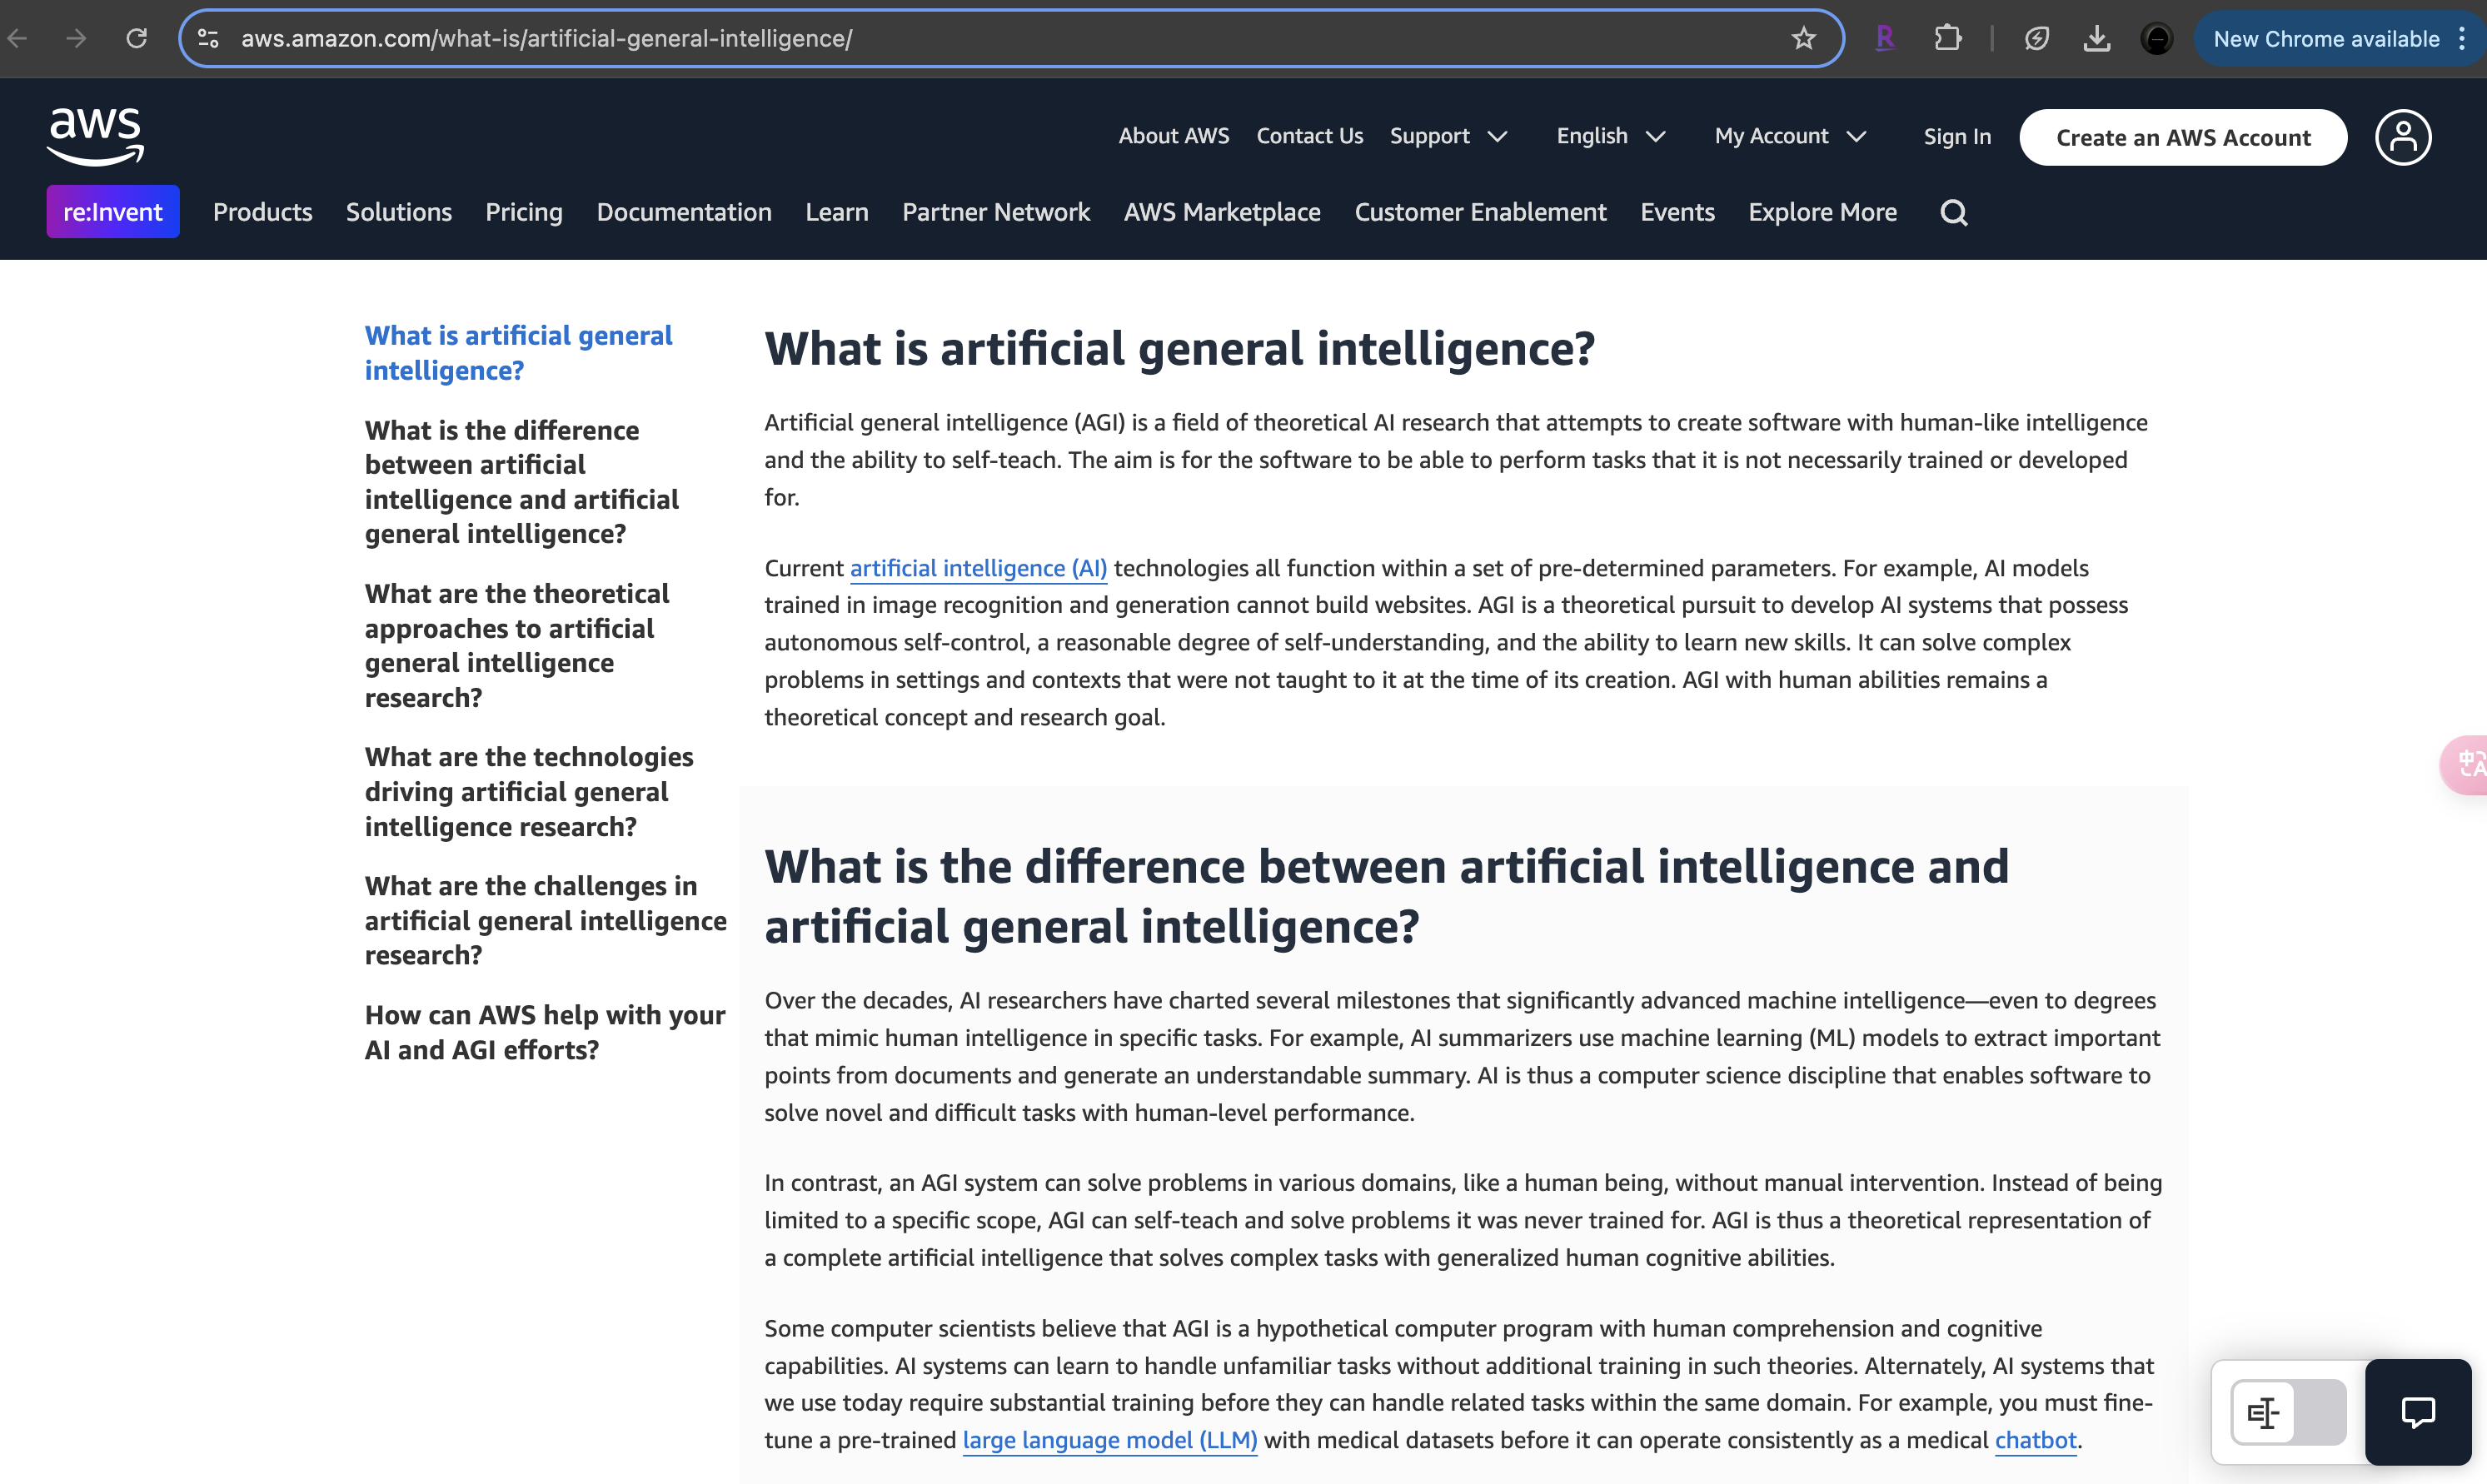 aws.amazon.com/what-is/artificial-general-intelligence/
R
New Chrome available
aws
About AWS
Contact Us
Support
English
My Account
Sign In
Create an AWS Account
re:Invent
Products
Solutions
Pricing
Documentation
Learn
Partner Network
AWS Marketplace
Customer Enablement
Events
Explore More
What is artificial general
intelligence?
What is the difference
between artificial
intelligence and artificial
general intelligence?
What are the theoretical
approaches to artificial
general intelligence
research?
What are the technologies
driving artificial general
intelligence research?
What are the challenges in
artificial general intelligence
research?
How can AWS help with your
AI and AGI efforts?
What is artificial general intelligence?
Artificial general intelligence (AGI) is a field of theoretical AI research that attempts to create software with human-like intelligence
and the ability to self-teach. The aim is for the software to be able to perform tasks that it is not necessarily trained or developed
for.
Current artificial intelligence (AI) technologies all function within a set of pre-determined parameters. For example, AI models
trained in image recognition and generation cannot build websites. AGI is a theoretical pursuit to develop AI systems that possess
autonomous self-control, a reasonable degree of self-understanding, and the ability to learn new skills. It can solve complex
problems in settings and contexts that were not taught to it at the time of its creation. AGI with human abilities remains a
theoretical concept and research goal.
What is the difference between artificial intelligence and
artificial general intelligence?
Over the decades, AI researchers have charted several milestones that significantly advanced machine intelligence—even to degrees
that mimic human intelligence in specific tasks. For example, AI summarizers use machine learning (ML) models to extract important
points from documents and generate an understandable summary. AI is thus a computer science discipline that enables software to
solve novel and difficult tasks with human-level performance.
In contrast, an AGI system can solve problems in various domains, like a human being, without manual intervention. Instead of being
limited to a specific scope, AGI can self-teach and solve problems it was never trained for. AGI is thus a theoretical representation of
a complete artificial intelligence that solves complex tasks with generalized human cognitive abilities.
Some computer scientists believe that AGI is a hypothetical computer program with human comprehension and cognitive
capabilities. AI systems can learn to handle unfamiliar tasks without additional training in such theories. Alternately, AI systems that
we use today require substantial training before they can handle related tasks within the same domain. For example, you must fine-
tune a pre-trained large language model (LLM) with medical datasets before it can operate consistently as a medical chatbot.
中A